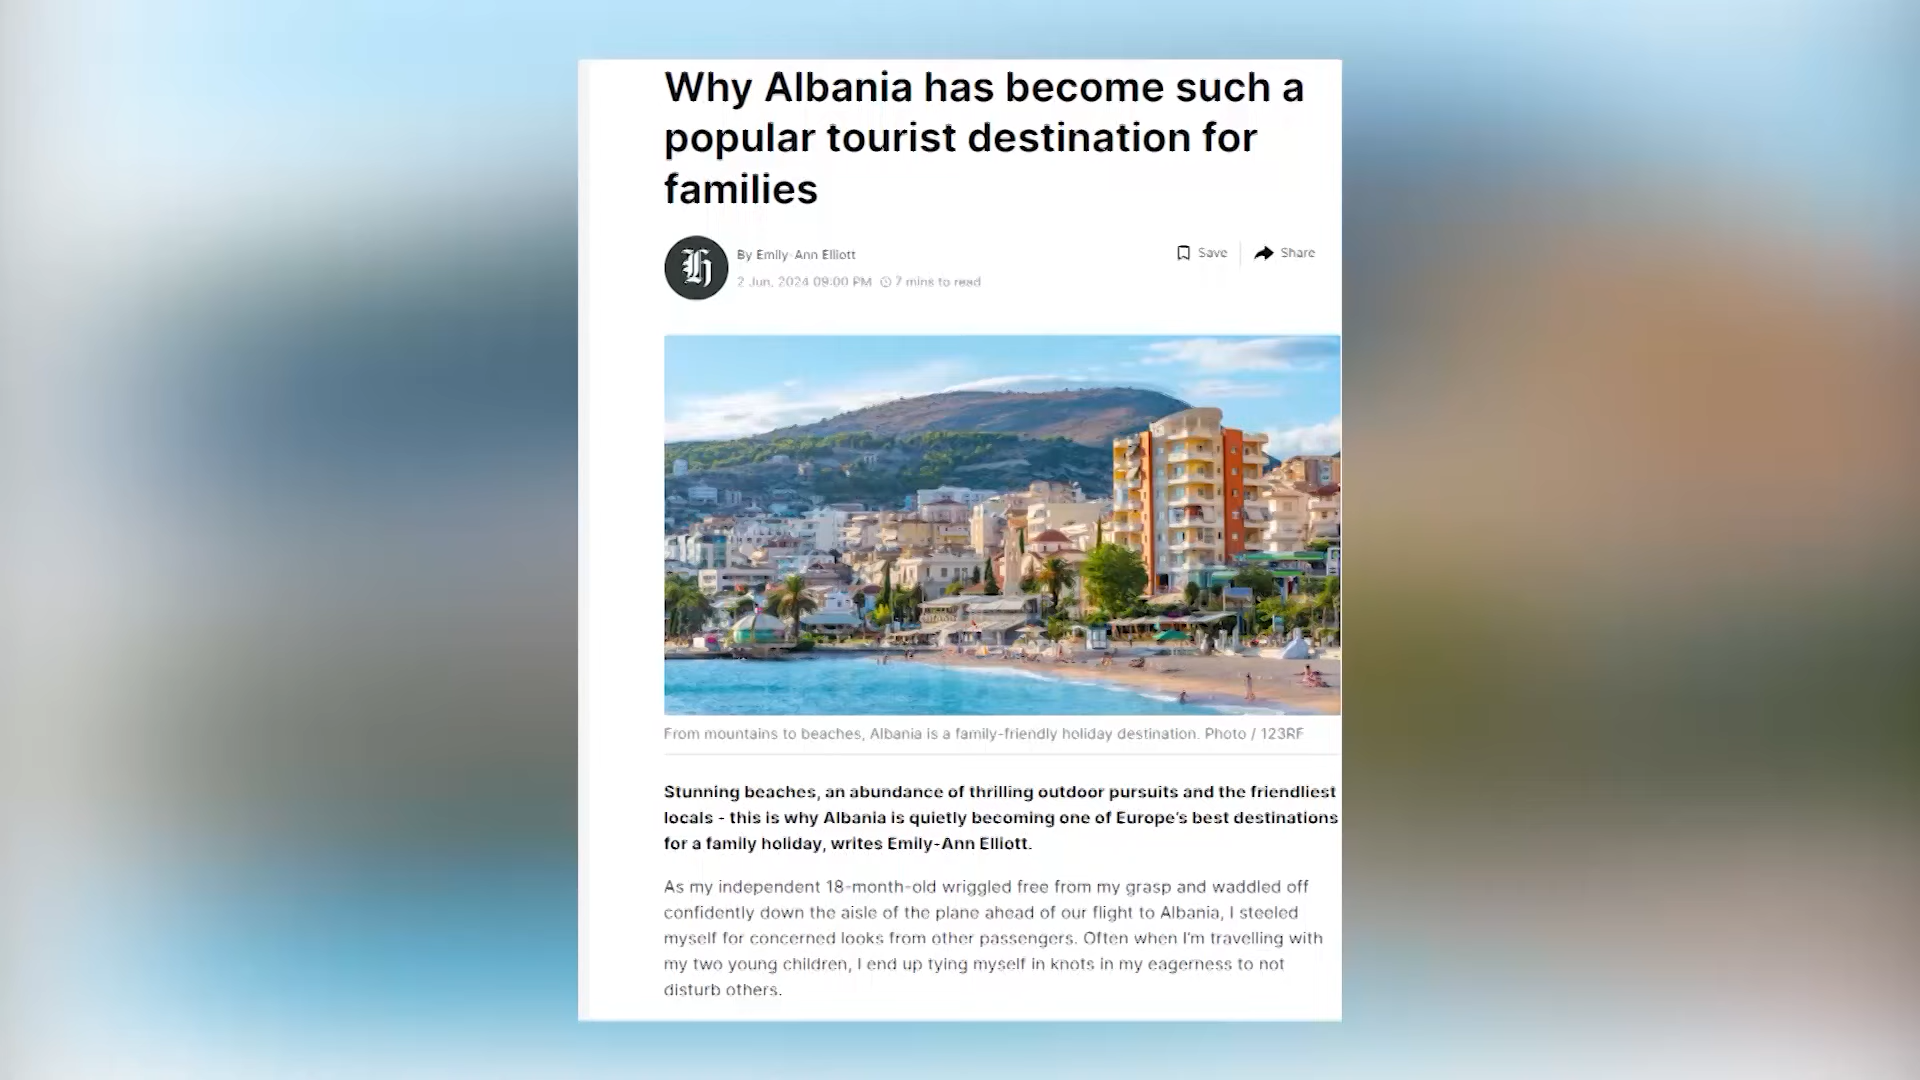 Why Albania has become such a
popular tourist destination for
families
By Emily-Ann Elliott
Save
Share
2 Jun, 2024 09:00 PM
7 mins to read
From mountains to beaches, Albania is a family-friendly holiday destination. Photo / 123RF
Stunning beaches, an abundance of thrilling outdoor pursuits and the friendliest
locals - this is why Albania is quietly becoming one of Europe's best destinations
for a family holiday, writes Emily-Ann Elliott.
As my independent 18-month-old wriggled free from my grasp and waddled off
confidently down the aisle of the plane ahead of our flight to Albania, I steeled
myself for concerned looks from other passengers. Often when I'm travelling with
my two young children, I end up tying myself in knots in my eagerness to not
disturb others.